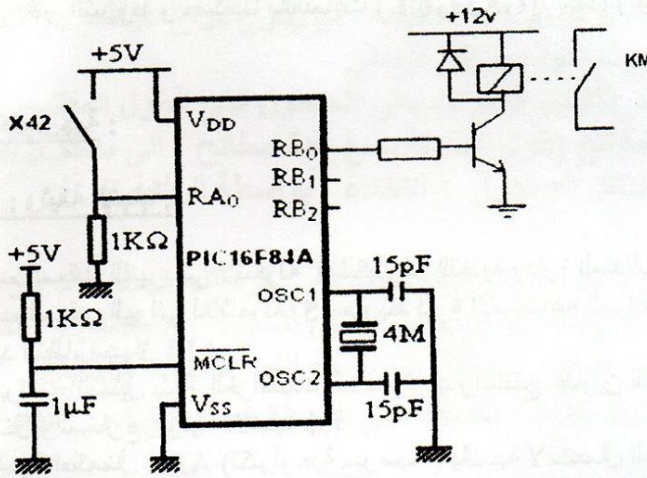 +12v
KM
+5V
X42
VDD
RB0
RB1
RA0
RB2
1KΩ
PIC16F84A
+5V
15pF
OSC1
1KΩ
4M
MCLR
OSC2
1μF
VSS
15pF